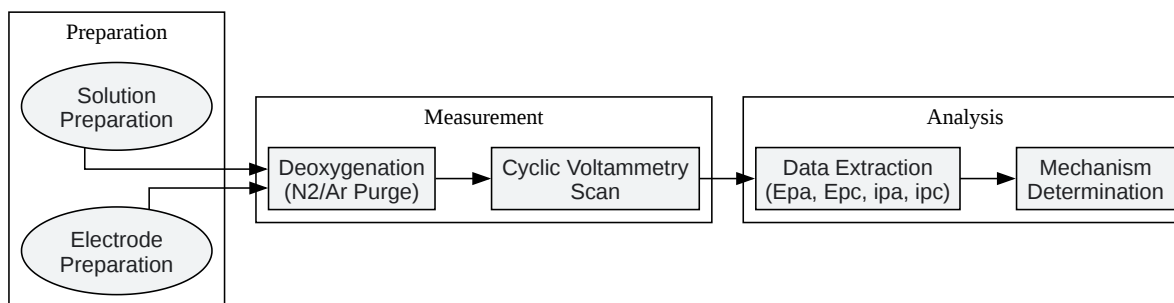 Preparation
Solution
Preparation
Electrode
Preparation
Measurement
Deoxygenation
(N2/Ar Purge)
Cyclic Voltammetry
Scan
Analysis
Data Extraction
(Epa, Epc, ipa, ipc)
Mechanism
Determination